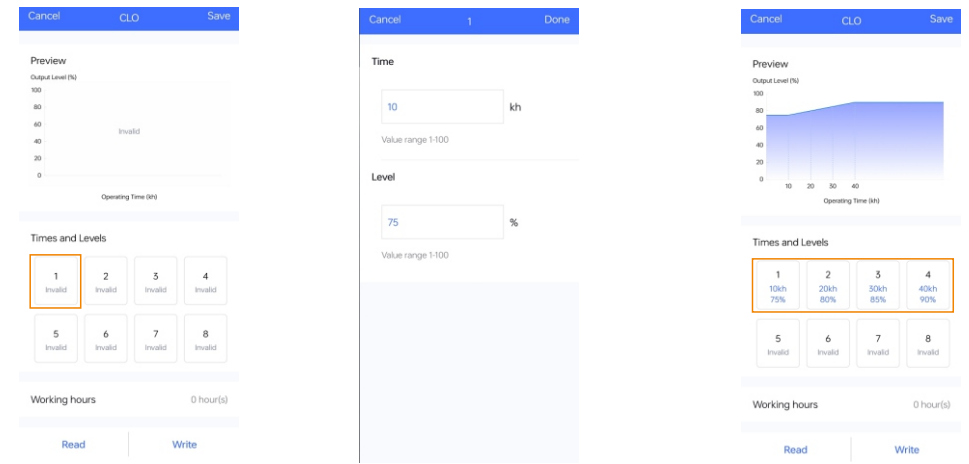 Cancel CLO Save
Preview
Output Level (%)
100
80
60
40
20
0
Invalid
Operating Time (kh)
Times and Levels
1 2 3 4
Invalid Invalid Invalid Invalid
5 6 7 8
Invalid Invalid Invalid Invalid
Working hours 0 hour(s)
Read Write
Cancel 1 Done
Time
10 kh
Value range 1-100
Level
75 %
Value range 1-100
Cancel CLO Save
Preview
Output Level (%)
100
80
60
40
20
0
10 20 30 40
Operating Time (kh)
Times and Levels
1 2 3 4
10kh 20kh 30kh 40kh
75% 80% 85% 90%
5 6 7 8
Invalid Invalid Invalid Invalid
Working hours 0 hour(s)
Read Write